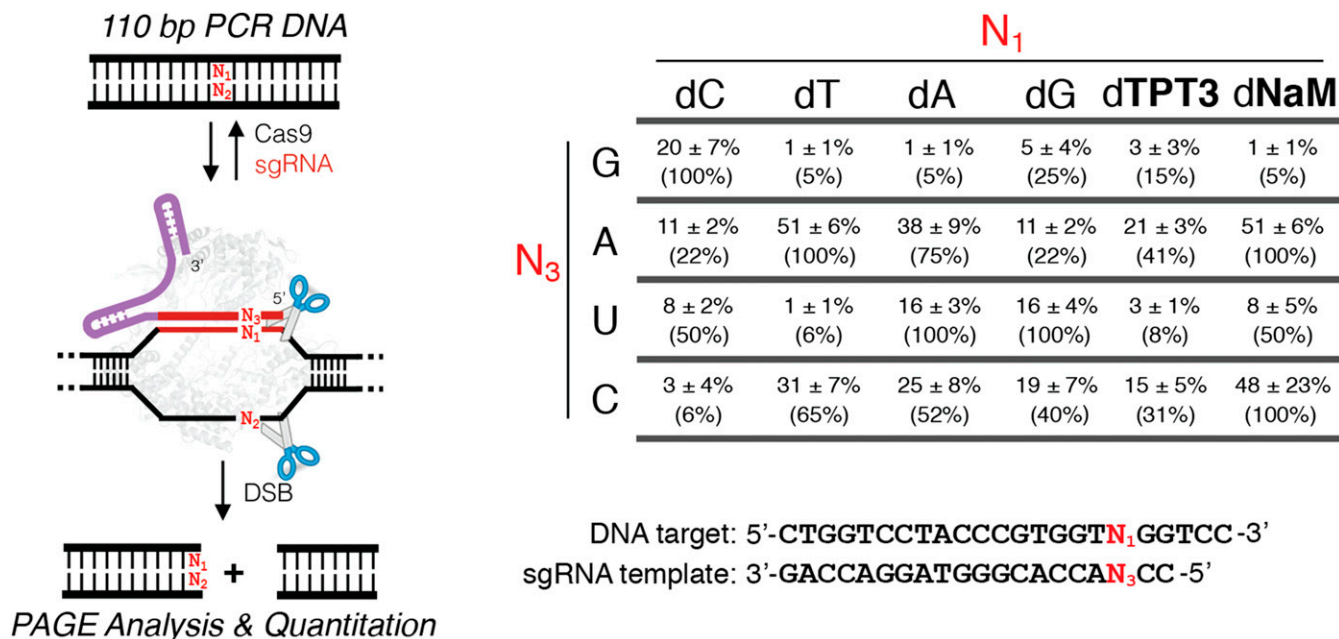 110 bp PCR DNA
N1
N2
Cas9
sgRNA
3’
5’
N3
N1
N2
DSB
N1
N2
+
PAGE Analysis & Quantitation
N1
dC dT dA dG dTPT3 dNaM
N3
G 20 ± 7% 1 ± 1% 1 ± 1% 5 ± 4% 3 ± 3% 1 ± 1%
(100%) (5%) (5%) (25%) (15%) (5%)
A 11 ± 2% 51 ± 6% 38 ± 9% 11 ± 2% 21 ± 3% 51 ± 6%
(22%) (100%) (75%) (22%) (41%) (100%)
U 8 ± 2% 1 ± 1% 16 ± 3% 16 ± 4% 3 ± 1% 8 ± 5%
(50%) (6%) (100%) (100%) (8%) (50%)
C 3 ± 4% 31 ± 7% 25 ± 8% 19 ± 7% 15 ± 5% 48 ± 23%
(6%) (65%) (52%) (40%) (31%) (100%)
DNA target: 5’-CTGGTCCTACCCGTGGTN1GGTCC-3’
sgRNA template: 3’-GACCAGGATGGGCACCAN3CC-5’